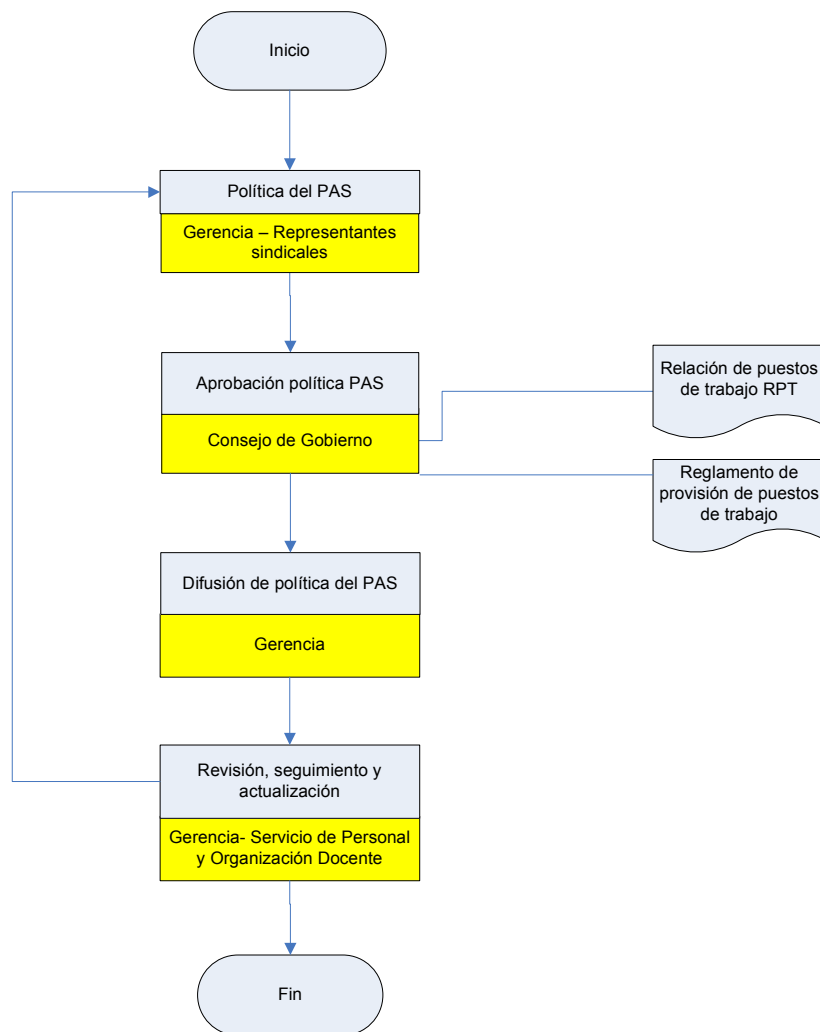 Inicio
Política del PAS
Gerencia – Representantes
sindicales
Aprobación política PAS
Consejo de Gobierno
Relación de puestos
de trabajo RPT
Reglamento de
provisión de puestos
de trabajo
Difusión de política del PAS
Gerencia
Revisión, seguimiento y
actualización
Gerencia- Servicio de Personal
y Organización Docente
Fin